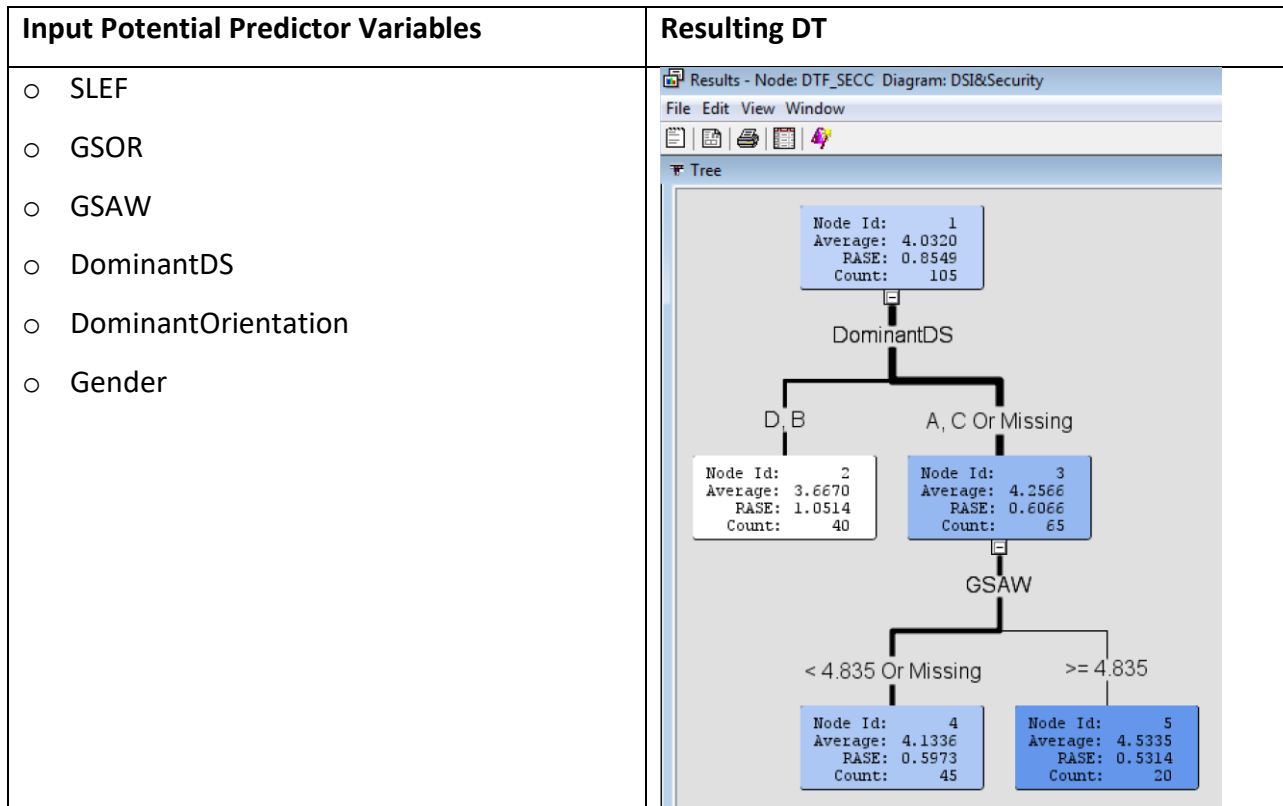 Input Potential Predictor Variables
Resulting DT
o SLEF
o GSOR
o GSAW
o DominantDS
o DominantOrientation
o Gender
Results - Node: DTF_SECC Diagram: DSI&Security
File Edit View Window
Tree
Node Id: 1
Average: 4.0320
RASE: 0.8549
Count: 105
DominantDS
D, B
A, C Or Missing
Node Id: 2
Average: 3.6670
RASE: 1.0514
Count: 40
Node Id: 3
Average: 4.2566
RASE: 0.6066
Count: 65
GSAW
< 4.835 Or Missing
>= 4.835
Node Id: 4
Average: 4.1336
RASE: 0.5973
Count: 45
Node Id: 5
Average: 4.5335
RASE: 0.5314
Count: 20